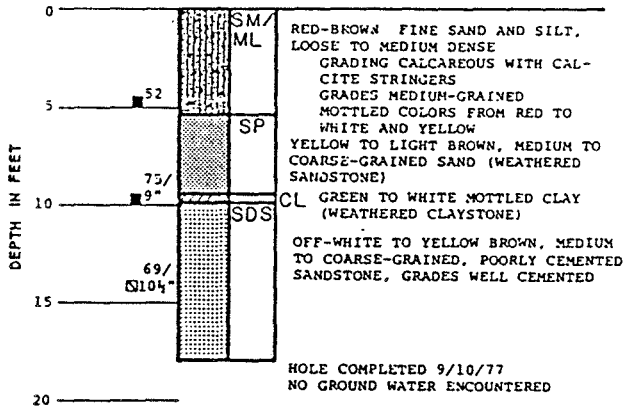 0
SM/
ML
RED-BROWN FINE SAND AND SILT,
LOOSE TO MEDIUM DENSE
GRADING CALCAREOUS WITH CAL-
CITE STRINGERS
GRADES MEDIUM-GRAINED
MOTTLED COLORS FROM RED TO
WHITE AND YELLOW
52
5
SP
YELLOW TO LIGHT BROWN, MEDIUM TO
COARSE-GRAINED SAND (WEATHERED
SANDSTONE)
75/
9"
CL
GREEN TO WHITE MOTTLED CLAY
(WEATHERED CLAYSTONE)
10
SDS
OFF-WHITE TO YELLOW BROWN, MEDIUM
TO COARSE-GRAINED, POORLY CEMENTED
SANDSTONE, GRADES WELL CEMENTED
69/
10½"
15
HOLE COMPLETED 9/10/77
NO GROUND WATER ENCOUNTERED
20
DEPTH IN FEET